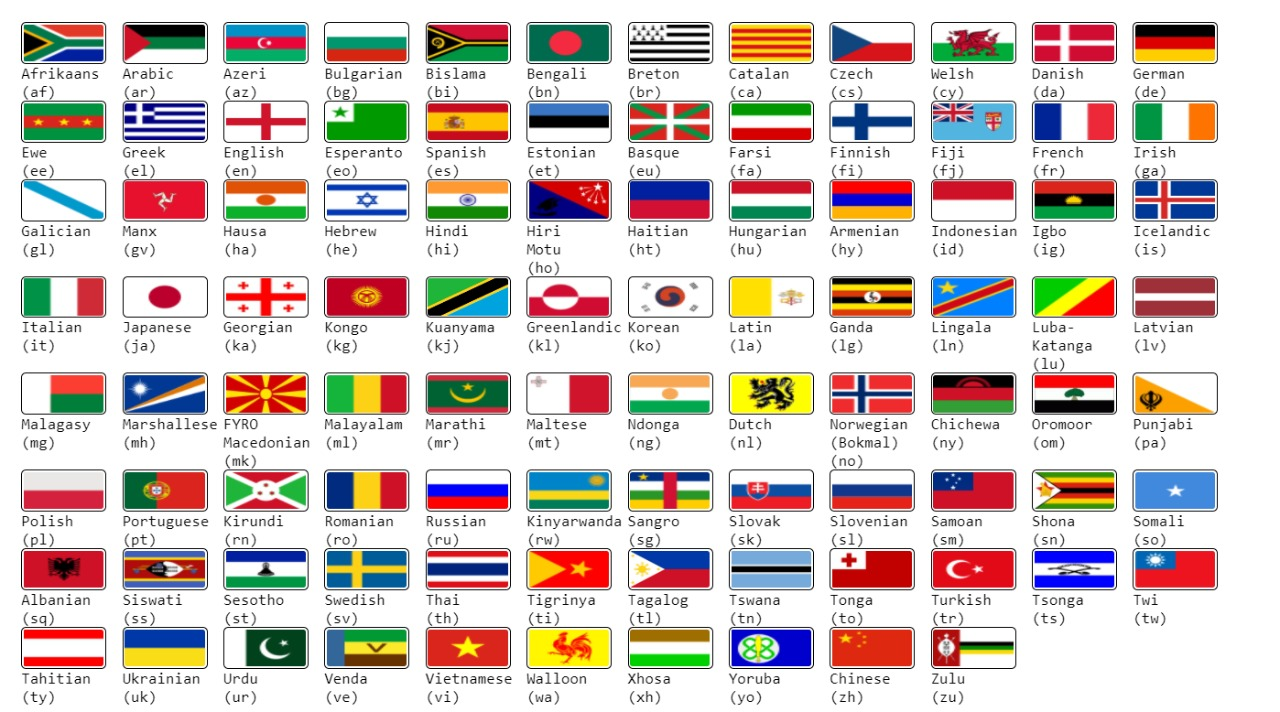 Afrikaans Arabic Azeri Bulgarian Bislama Bengali Breton Catalan Czech Welsh Danish German
(af) (ar) (az) (bg) (bi) (bn) (br) (ca) (cs) (cy) (da) (de)
Ewe Greek English Esperanto Spanish Estonian Basque Farsi Finnish Fiji French Irish
(ee) (el) (en) (eo) (es) (et) (eu) (fa) (fi) (fj) (fr) (ga)
Galician Manx Hausa Hebrew Hindi Hiri Haitian Hungarian Armenian Indonesian Igbo Icelandic
(gl) (gv) (ha) (he) (hi) Motu (ht) (hu) (hy) (id) (ig) (is)
(ho)
Italian Japanese Georgian Kongo Kuanyama Greenlandic Korean Latin Ganda Lingala Luba- Latvian
(it) (ja) (ka) (kg) (kj) (kl) (ko) (la) (lg) (ln) Katanga (lv)
(lu)
Malagasy Marshallese FYRO Malayalam Marathi Maltese Ndonga Dutch Norwegian Chichewa Oromoor Punjabi
(mg) (mh) Macedonian (ml) (mr) (mt) (ng) (nl) (Bokmal) (ny) (om) (pa)
(mk) (no)
Polish Portuguese Kirundi Romanian Russian Kinyarwanda Sangro Slovak Slovenian Samoan Shona Somali
(pl) (pt) (rn) (ro) (ru) (rw) (sg) (sk) (sl) (sm) (sn) (so)
Albanian Siswati Sesotho Swedish Thai Tigrinya Tagalog Tswana Tonga Turkish Tsonga Twi
(sq) (ss) (st) (sv) (th) (ti) (tl) (tn) (to) (tr) (ts) (tw)
Tahitian Ukrainian Urdu Venda Vietnamese Walloon Xhosa Yoruba Chinese Zulu
(ty) (uk) (ur) (ve) (vi) (wa) (xh) (yo) (zh) (zu)